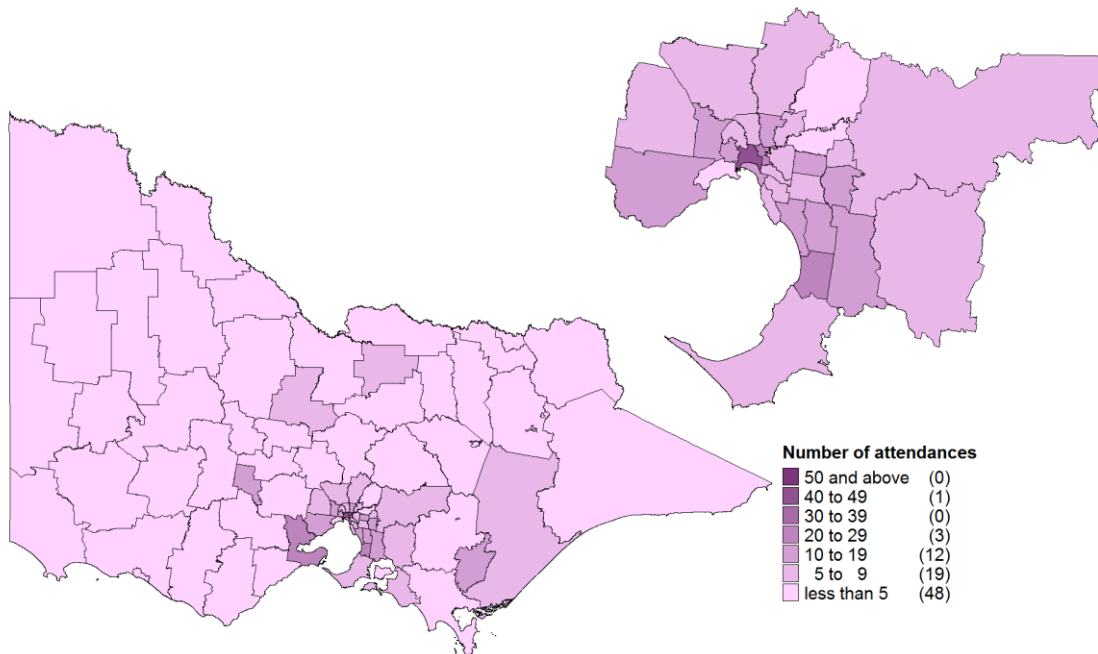 Number of attendances
50 and above (0)
40 to 49 (1)
30 to 39 (0)
20 to 29 (3)
10 to 19 (12)
5 to 9 (19)
less than 5 (48)